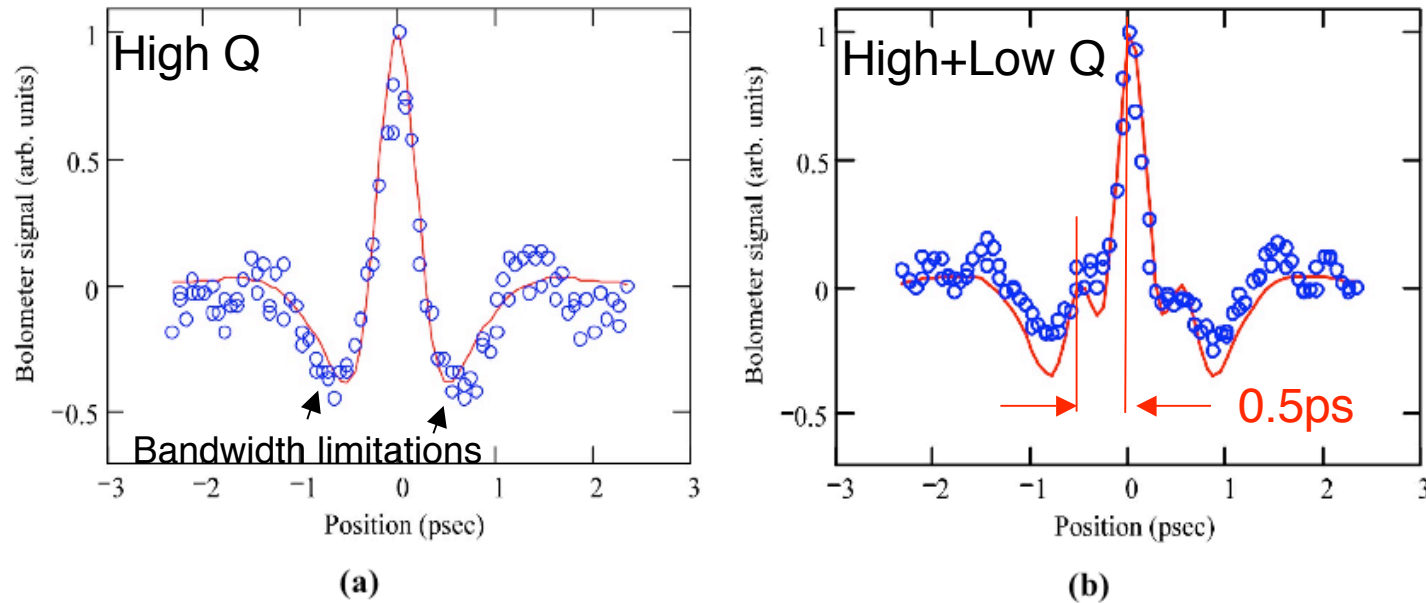 High Q
Bolometer signal (arb. units)
1
0.5
0
−0.5
Bandwidth limitations
−3 −2 −1 0 1 2 3
Position (psec)
(a)
High+Low Q
Bolometer signal (arb. units)
1
0.5
0
−0.5
0.5ps
−3 −2 −1 0 1 2 3
Position (psec)
(b)